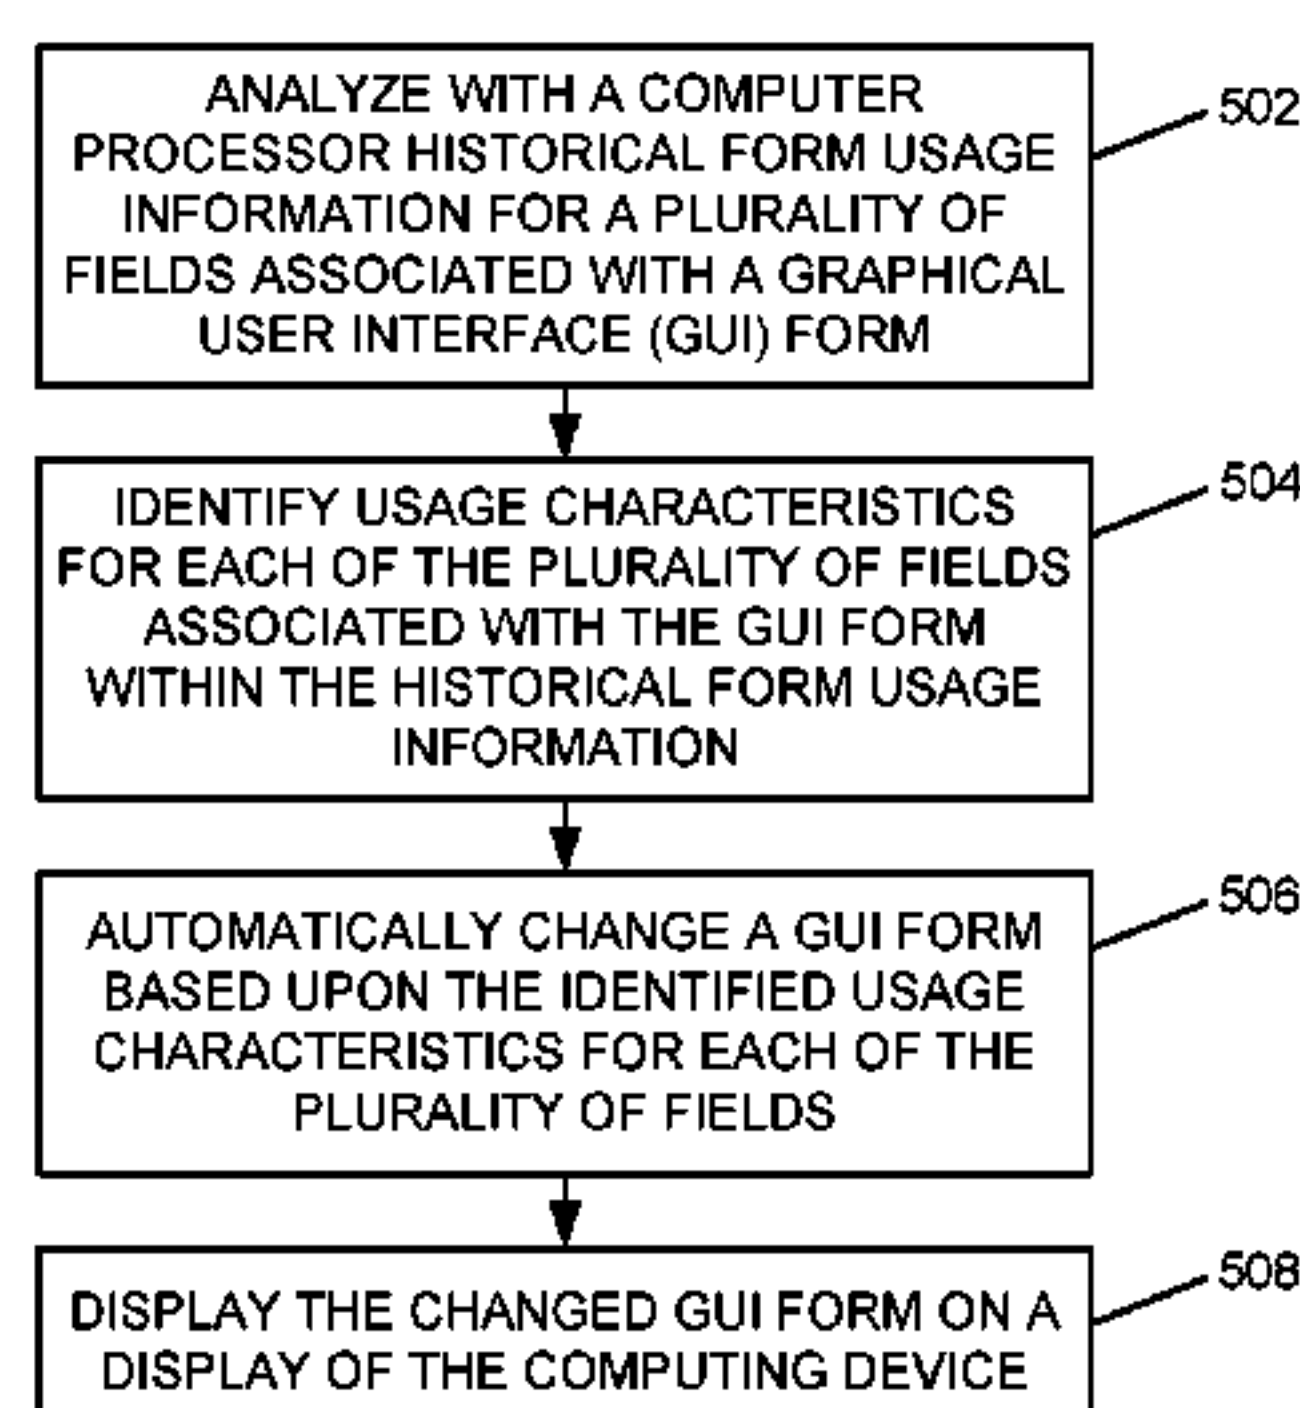 ANALYZE WITH A COMPUTER
PROCESSOR HISTORICAL FORM USAGE
INFORMATION FOR A PLURALITY OF
FIELDS ASSOCIATED WITH A GRAPHICAL
USER INTERFACE (GUI) FORM
502
IDENTIFY USAGE CHARACTERISTICS
FOR EACH OF THE PLURALITY OF FIELDS
ASSOCIATED WITH THE GUI FORM
WITHIN THE HISTORICAL FORM USAGE
INFORMATION
504
AUTOMATICALLY CHANGE A GUI FORM
BASED UPON THE IDENTIFIED USAGE
CHARACTERISTICS FOR EACH OF THE
PLURALITY OF FIELDS
506
DISPLAY THE CHANGED GUI FORM ON A
DISPLAY OF THE COMPUTING DEVICE
508